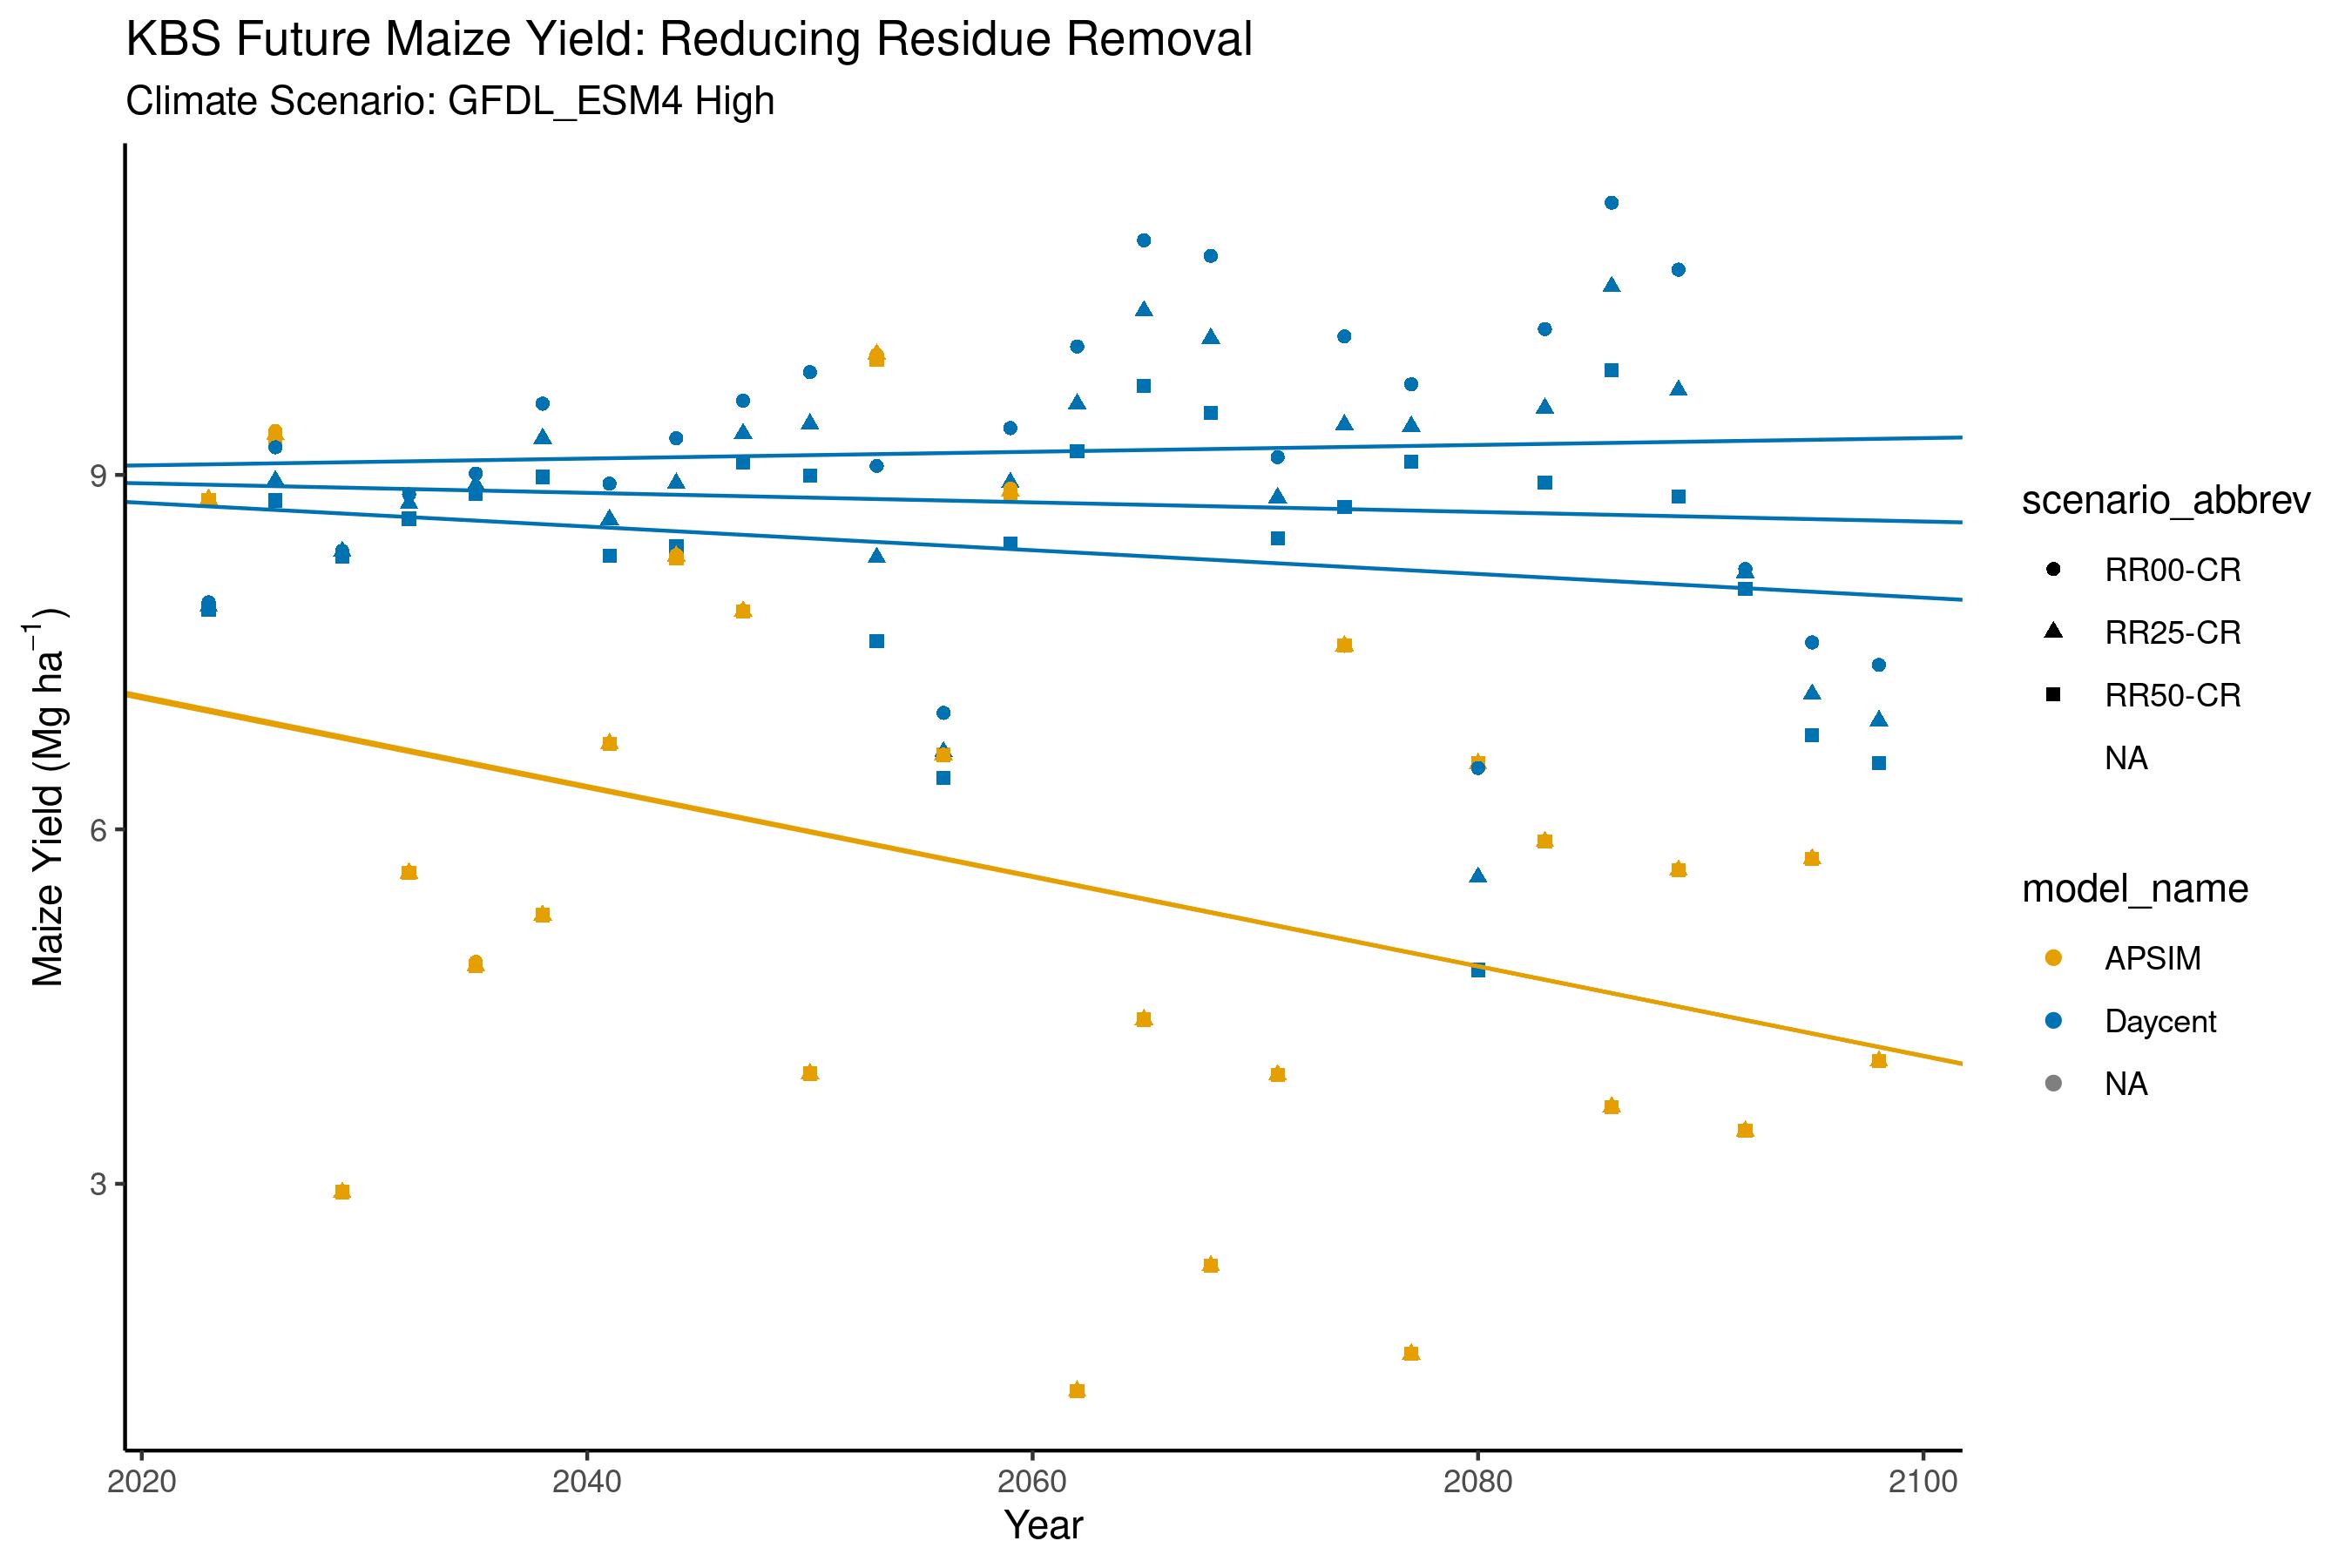 KBS Future Maize Yield: Reducing Residue Removal
Climate Scenario: GFDL_ESM4 High
Maize Yield (Mg ha⁻¹)
9
6
3
2020 2040 2060 2080 2100
Year
scenario_abbrev
RR00-CR
RR25-CR
RR50-CR
NA
model_name
APSIM
Daycent
NA